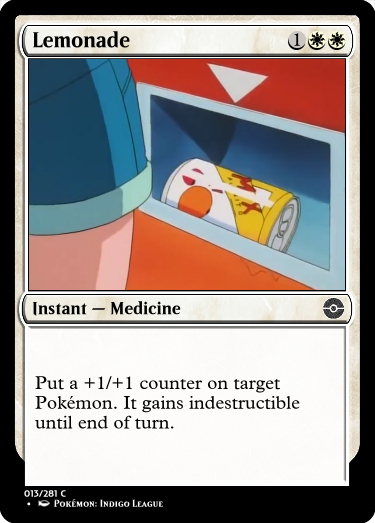 Lemonade 1
Instant — Medicine
Put a +1/+1 counter on target
Pokémon. It gains indestructible
until end of turn.
013/281 C
• Pokémon: Indigo League